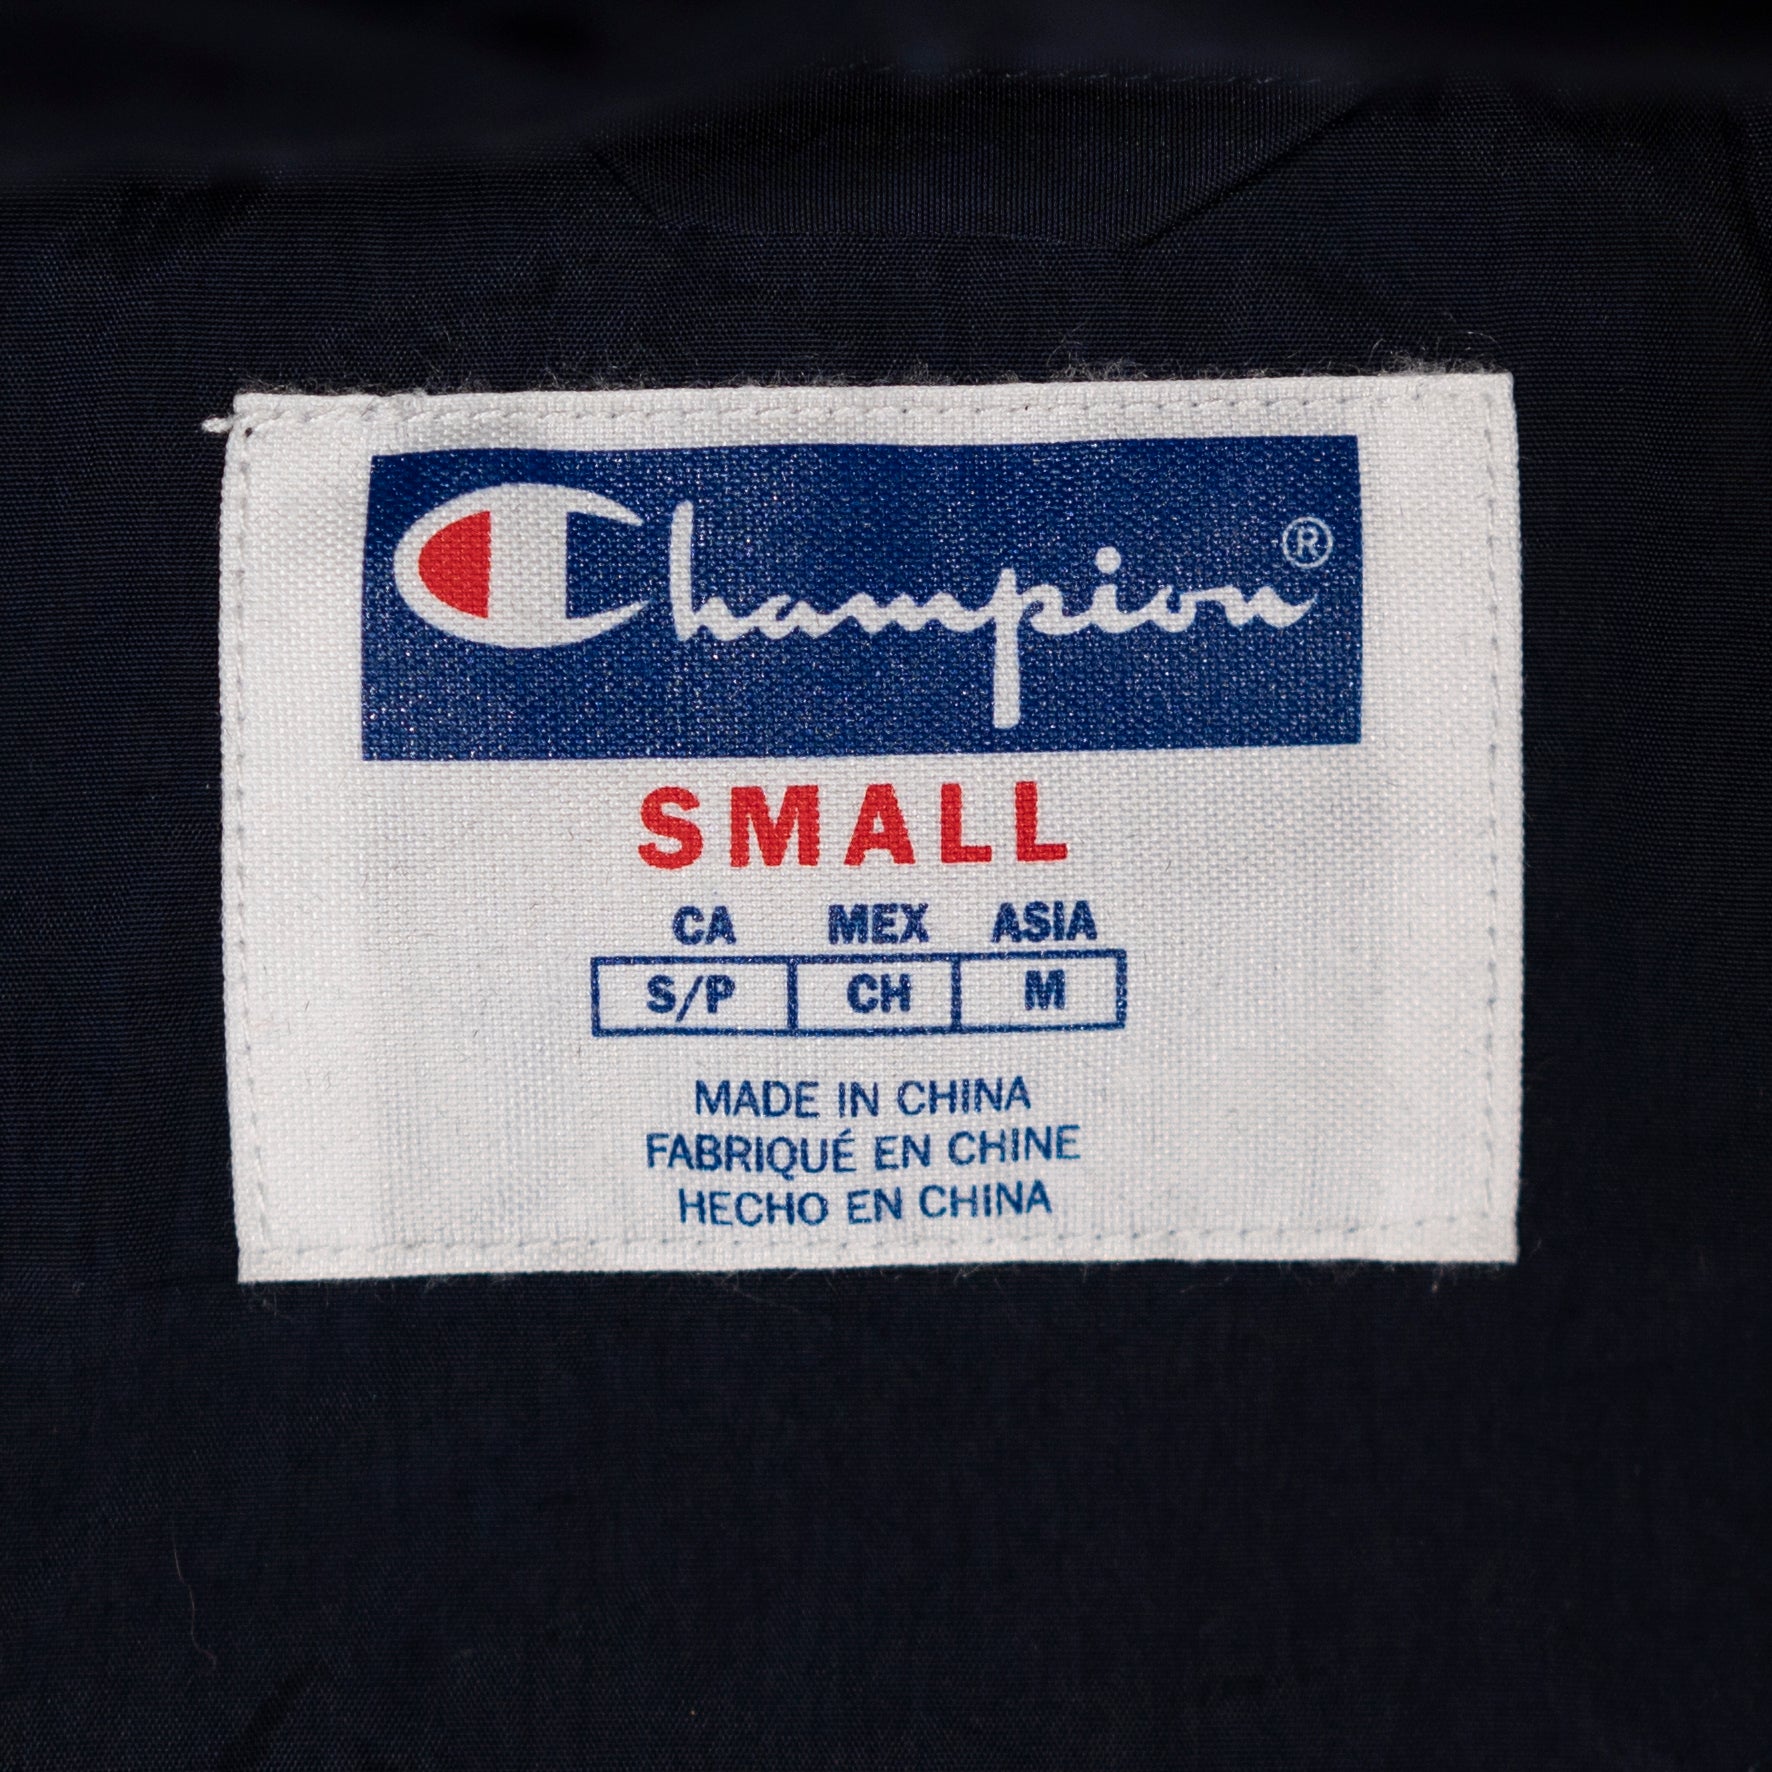 Champion®
SMALL
CA MEX ASIA
S/P CH M
MADE IN CHINA
FABRIQUÉ EN CHINE
HECHO EN CHINA